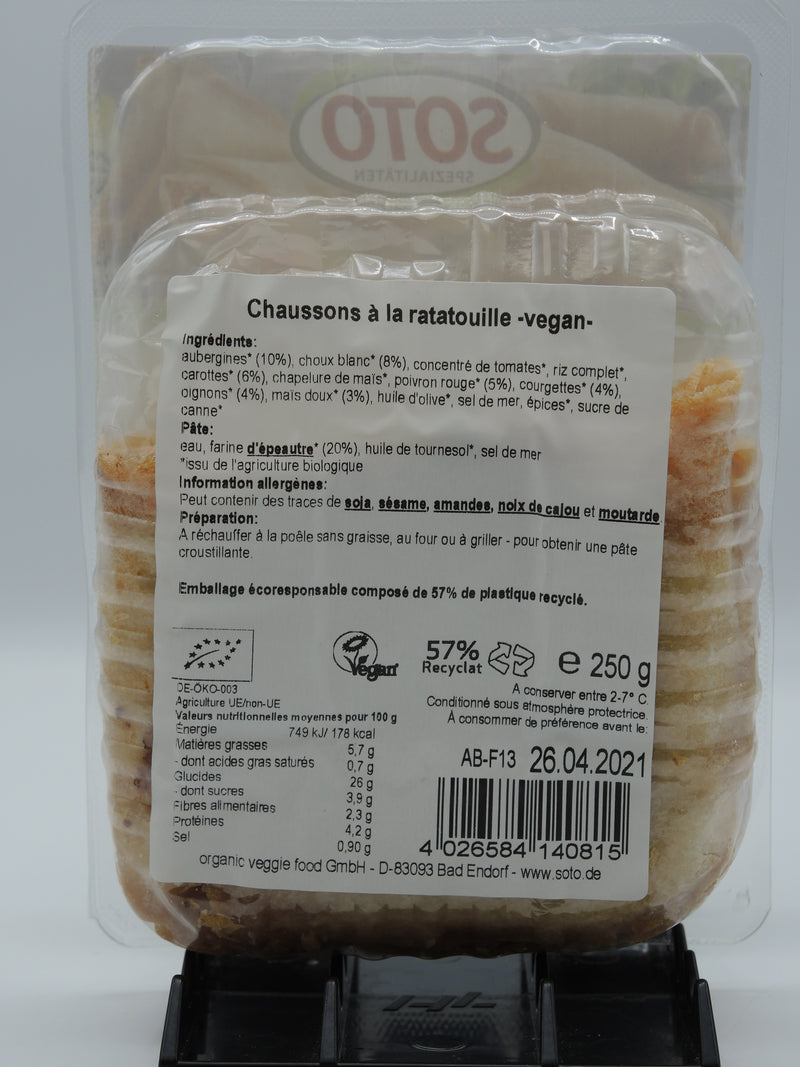 SOTO
SPEZIALITÄTEN
Chaussons à la ratatouille -vegan-
Ingrédients:
aubergines* (10%), choux blanc* (8%), concentré de tomates*, riz complet*,
carottes* (6%), chapelure de maïs*, poivron rouge* (5%), courgettes* (4%),
oignons* (4%), maïs doux* (3%), huile d'olive*, sel de mer, épices*, sucre de
canne*
Pâte:
eau, farine d'épeautre* (20%), huile de tournesol*, sel de mer
*issu de l'agriculture biologique
Information allergènes:
Peut contenir des traces de soja, sésame, amandes, noix de cajou et moutarde
Préparation:
A réchauffer à la poêle sans graisse, au four ou à griller - pour obtenir une pâte
croustillante.
Emballage écoresponsable composé de 57% de plastique recyclé.
Vegan
57%
Recyclat
e 250 g
DE-ÖKO-003
Agriculture UE/non-UE
A conserver entre 2-7° C.
Conditionné sous atmosphère protectrice.
À consommer de préférence avant le:
AB-F13 26.04.2021
Valeurs nutritionnelles moyennes pour 100 g
Énergie 749 kJ/ 178 kcal
Matières grasses 5,7 g
- dont acides gras saturés 0,7 g
Glucides 26 g
- dont sucres 3,9 g
Fibres alimentaires 2,3 g
Protéines 4,2 g
Sel 0,90 g
4 026584 140815
organic veggie food GmbH - D-83093 Bad Endorf - www.soto.de